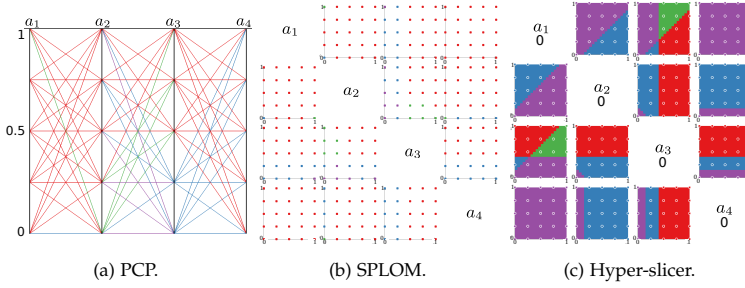 a1 a2 a3 a4
1
0.5
0
(a) PCP.
a1
a2
a3
a4
(b) SPLOM.
a1
0
a2
0
a3
0
a4
0
(c) Hyper-slicer.